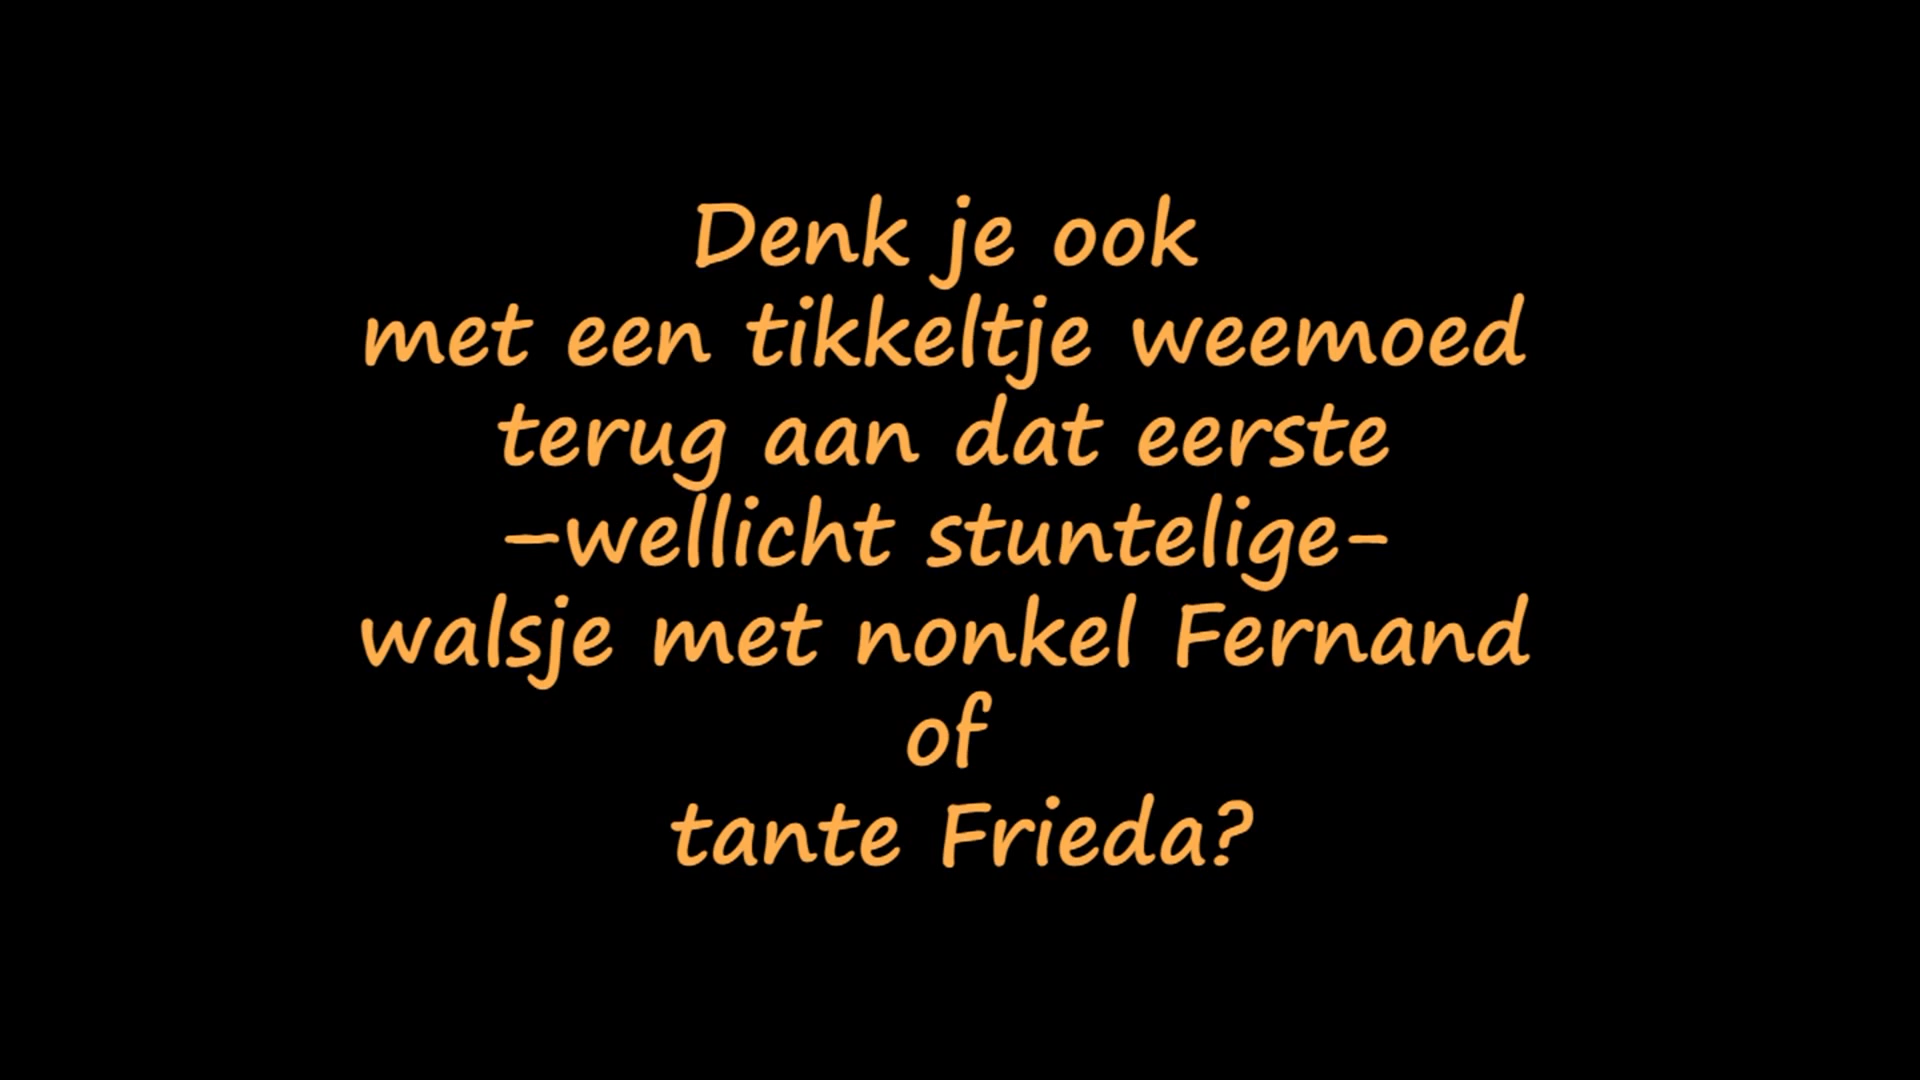 Denk je ook
met een tikkeltje weemoed
terug aan dat eerste
–wellicht stuntelige-
walsje met nonkel Fernand
of
tante Frieda?